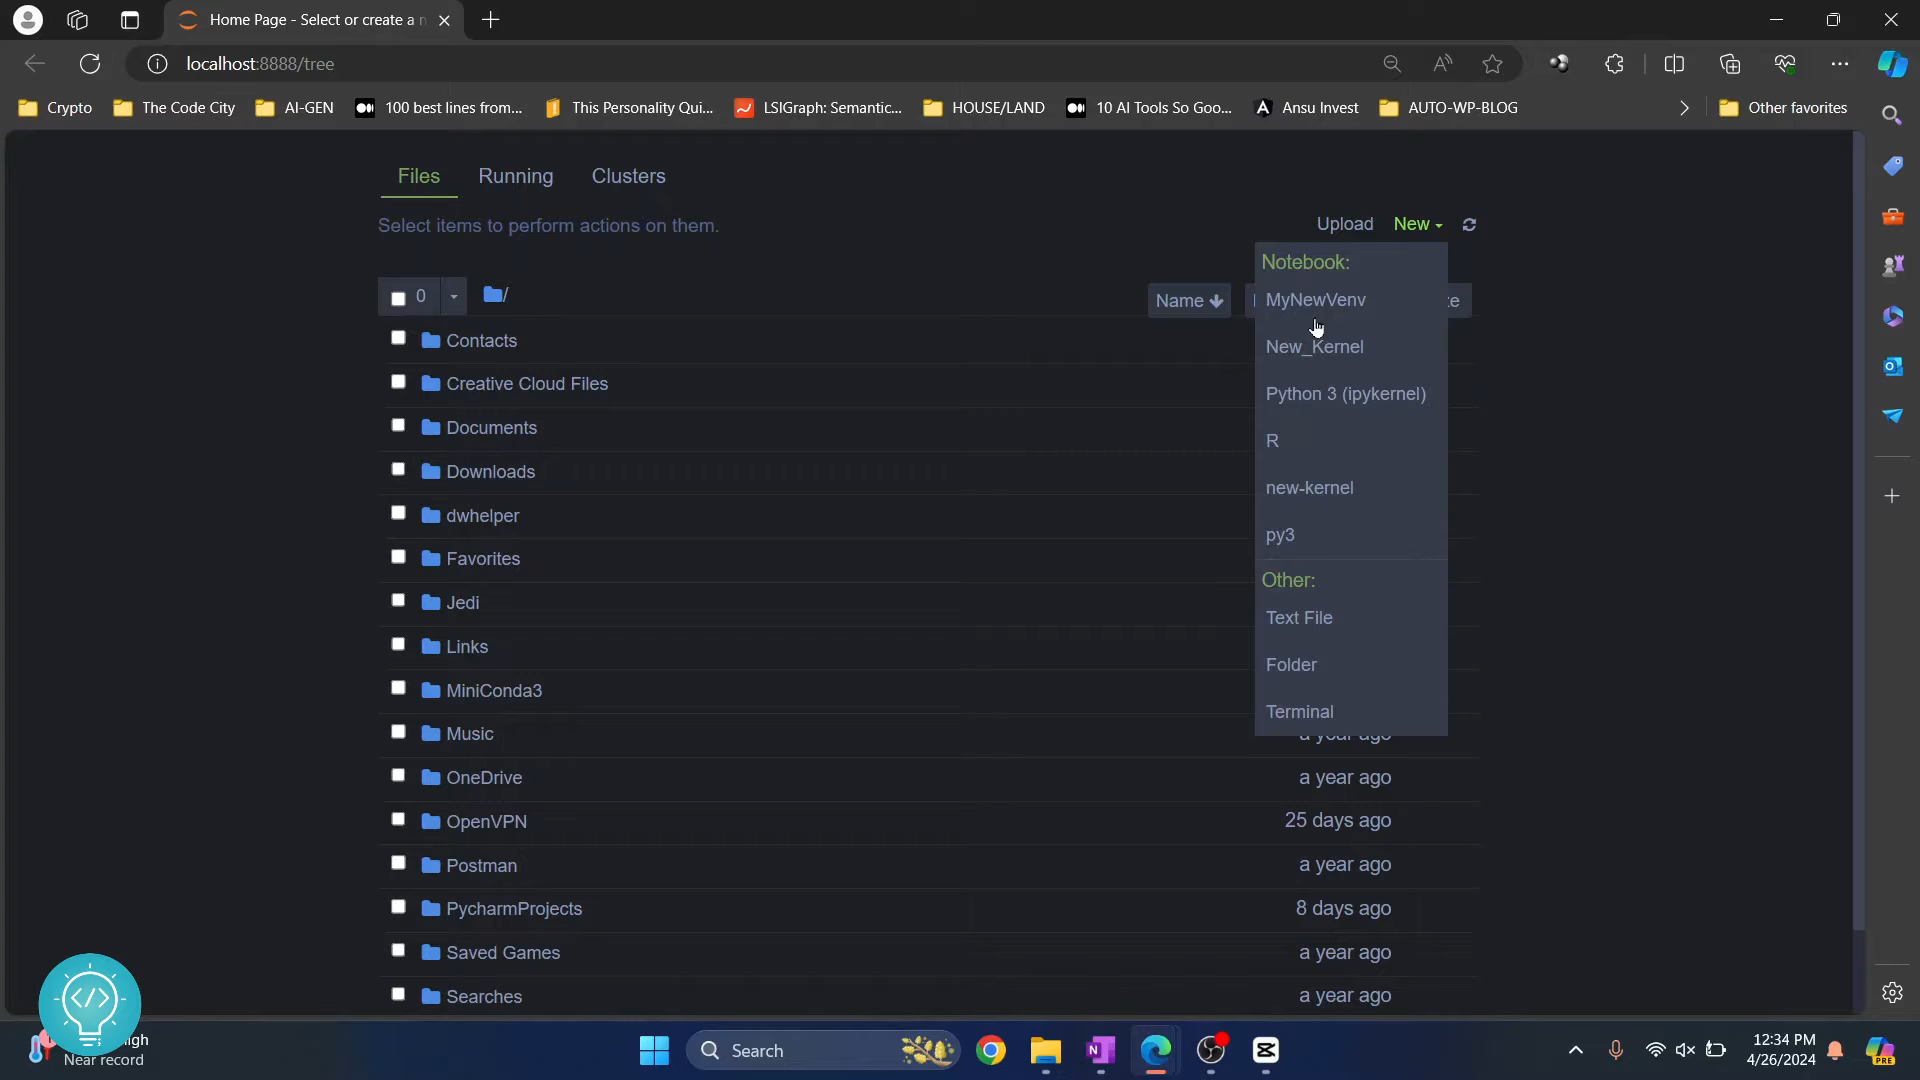 Home Page - Select or create a n
localhost:8888/tree
Crypto
The Code City
AI-GEN
100 best lines from...
This Personality Qui...
LSIGraph: Semantic...
HOUSE/LAND
10 AI Tools So Goo...
Ansu Invest
AUTO-WP-BLOG
Other favorites
Files Running Clusters
Select items to perform actions on them.
Upload New
0
/
Name
Notebook:
MyNewVenv
New_Kernel
Python 3 (ipykernel)
R
new-kernel
py3
Other:
Text File
Folder
Terminal
Contacts
Creative Cloud Files
Documents
Downloads
dwhelper
Favorites
Jedi
Links
MiniConda3
Music a year ago
OneDrive a year ago
OpenVPN 25 days ago
Postman a year ago
PycharmProjects 8 days ago
Saved Games a year ago
Searches a year ago
Near record
Search
12:34 PM
4/26/2024
PRE